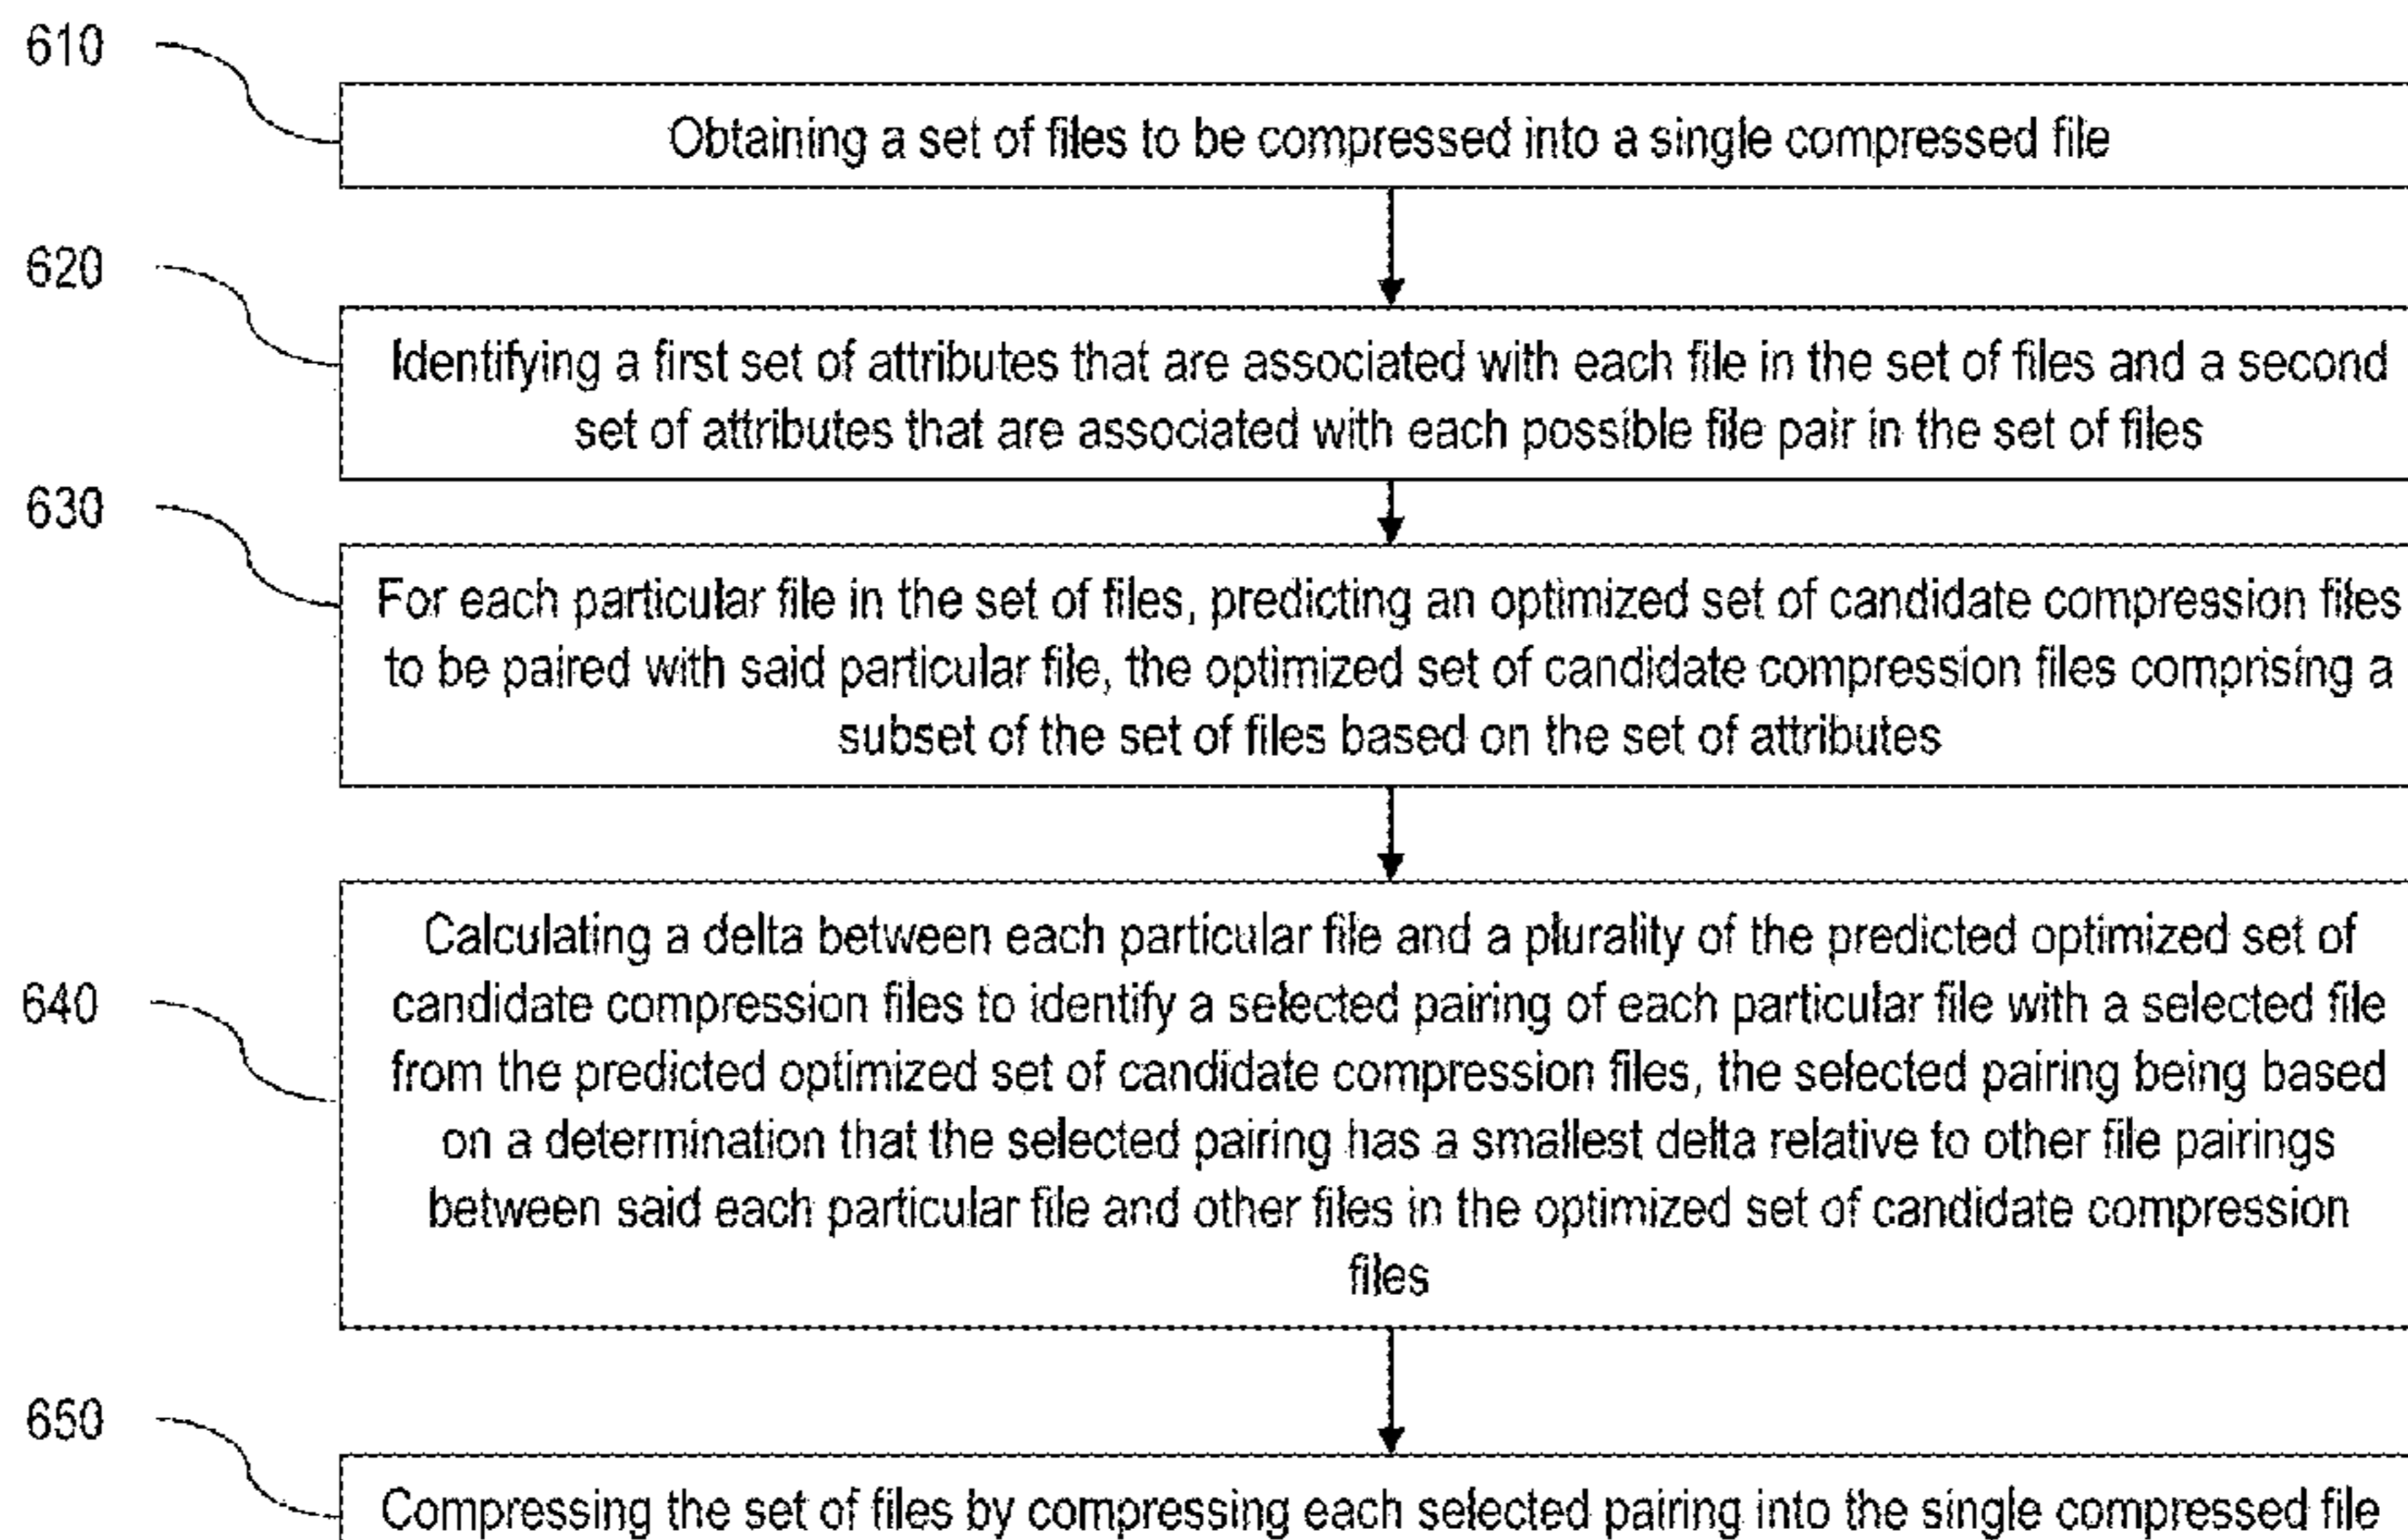 610
Obtaining a set of files to be compressed into a single compressed file
620
Identifying a first set of attributes that are associated with each file in the set of files and a second
set of attributes that are associated with each possible file pair in the set of files
630
For each particular file in the set of files, predicting an optimized set of candidate compression files
to be paired with said particular file, the optimized set of candidate compression files comprising a
subset of the set of files based on the set of attributes
640
Calculating a delta between each particular file and a plurality of the predicted optimized set of
candidate compression files to identify a selected pairing of each particular file with a selected file
from the predicted optimized set of candidate compression files, the selected pairing being based
on a determination that the selected pairing has a smallest delta relative to other file pairings
between said each particular file and other files in the optimized set of candidate compression
files
650
Compressing the set of files by compressing each selected pairing into the single compressed file